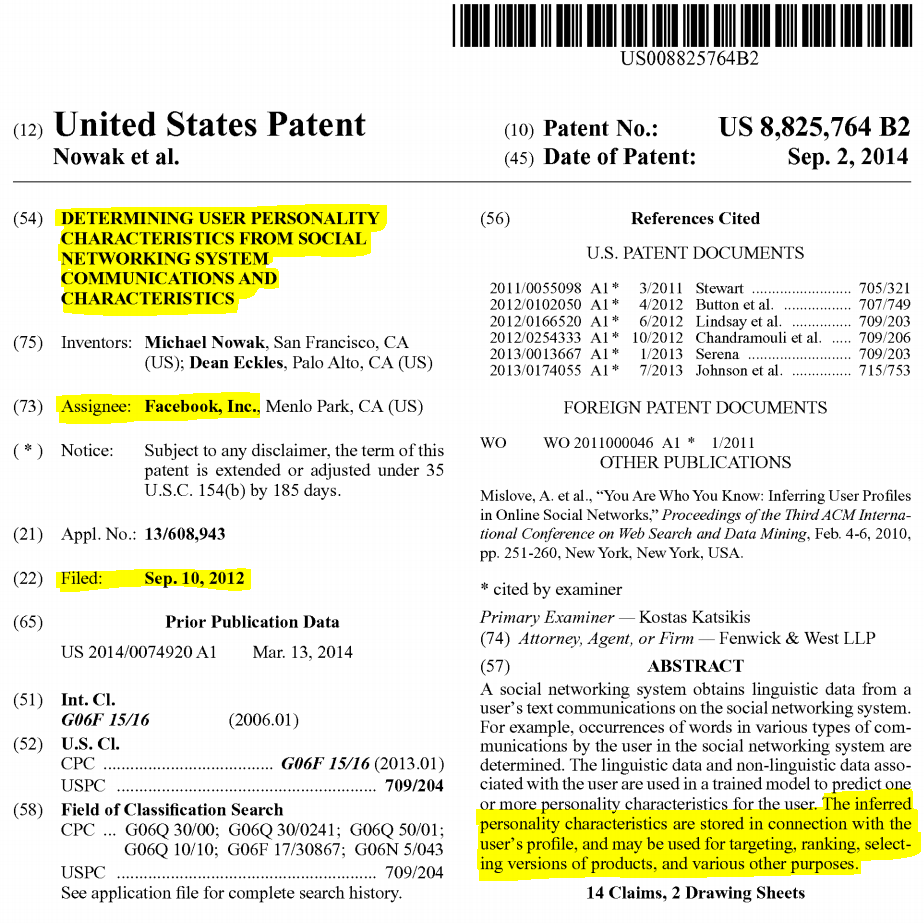 US008825764B2
(12) United States Patent
Nowak et al.
(10) Patent No.: US 8,825,764 B2
(45) Date of Patent: Sep. 2, 2014
(54) DETERMINING USER PERSONALITY
CHARACTERISTICS FROM SOCIAL
NETWORKING SYSTEM
COMMUNICATIONS AND
CHARACTERISTICS
(75) Inventors: Michael Nowak, San Francisco, CA
(US); Dean Eckles, Palo Alto, CA (US)
(73) Assignee: Facebook, Inc., Menlo Park, CA (US)
( * ) Notice: Subject to any disclaimer, the term of this
patent is extended or adjusted under 35
U.S.C. 154(b) by 185 days.
(21) Appl. No.: 13/608,943
(22) Filed: Sep. 10, 2012
(65) Prior Publication Data
US 2014/0074920 A1 Mar. 13, 2014
(51) Int. Cl.
G06F 15/16 (2006.01)
(52) U.S. Cl.
CPC .................................... G06F 15/16 (2013.01)
USPC ........................................................ 709/204
(58) Field of Classification Search
CPC ... G06Q 30/00; G06Q 30/0241; G06Q 50/01;
G06Q 10/10; G06F 17/30867; G06N 5/043
USPC ........................................................ 709/204
See application file for complete search history.
(56) References Cited
U.S. PATENT DOCUMENTS
2011/0055098 A1* 3/2011 Stewart ........................ 705/321
2012/0102050 A1* 4/2012 Button et al. ................ 707/749
2012/0166520 A1* 6/2012 Lindsay et al. .............. 709/203
2012/0254333 A1* 10/2012 Chandramouli et al. ..... 709/206
2013/0013667 A1* 1/2013 Serena ......................... 709/203
2013/0174055 A1* 7/2013 Johnson et al. .............. 715/753
FOREIGN PATENT DOCUMENTS
WO WO 2011000046 A1 * 1/2011
OTHER PUBLICATIONS
Mislove, A. et al., “You Are Who You Know: Inferring User Profiles
in Online Social Networks,” Proceedings of the Third ACM Interna-
tional Conference on Web Search and Data Mining, Feb. 4-6, 2010,
pp. 251-260, New York, New York, USA.
* cited by examiner
Primary Examiner — Kostas Katsikis
(74) Attorney, Agent, or Firm — Fenwick & West LLP
(57) ABSTRACT
A social networking system obtains linguistic data from a
user's text communications on the social networking system.
For example, occurrences of words in various types of com-
munications by the user in the social networking system are
determined. The linguistic data and non-linguistic data asso-
ciated with the user are used in a trained model to predict one
or more personality characteristics for the user. The inferred
personality characteristics are stored in connection with the
user's profile, and may be used for targeting, ranking, select-
ing versions of products, and various other purposes.
14 Claims, 2 Drawing Sheets